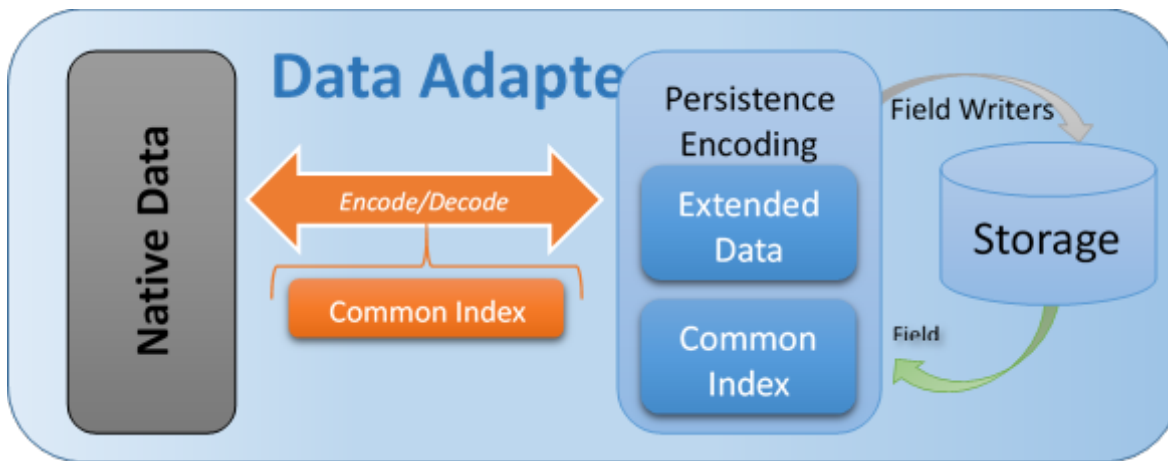 Data Adapte
Native Data
Encode/Decode
Common Index
Persistence
Encoding
Extended
Data
Common
Index
Field Writers
Storage
Field